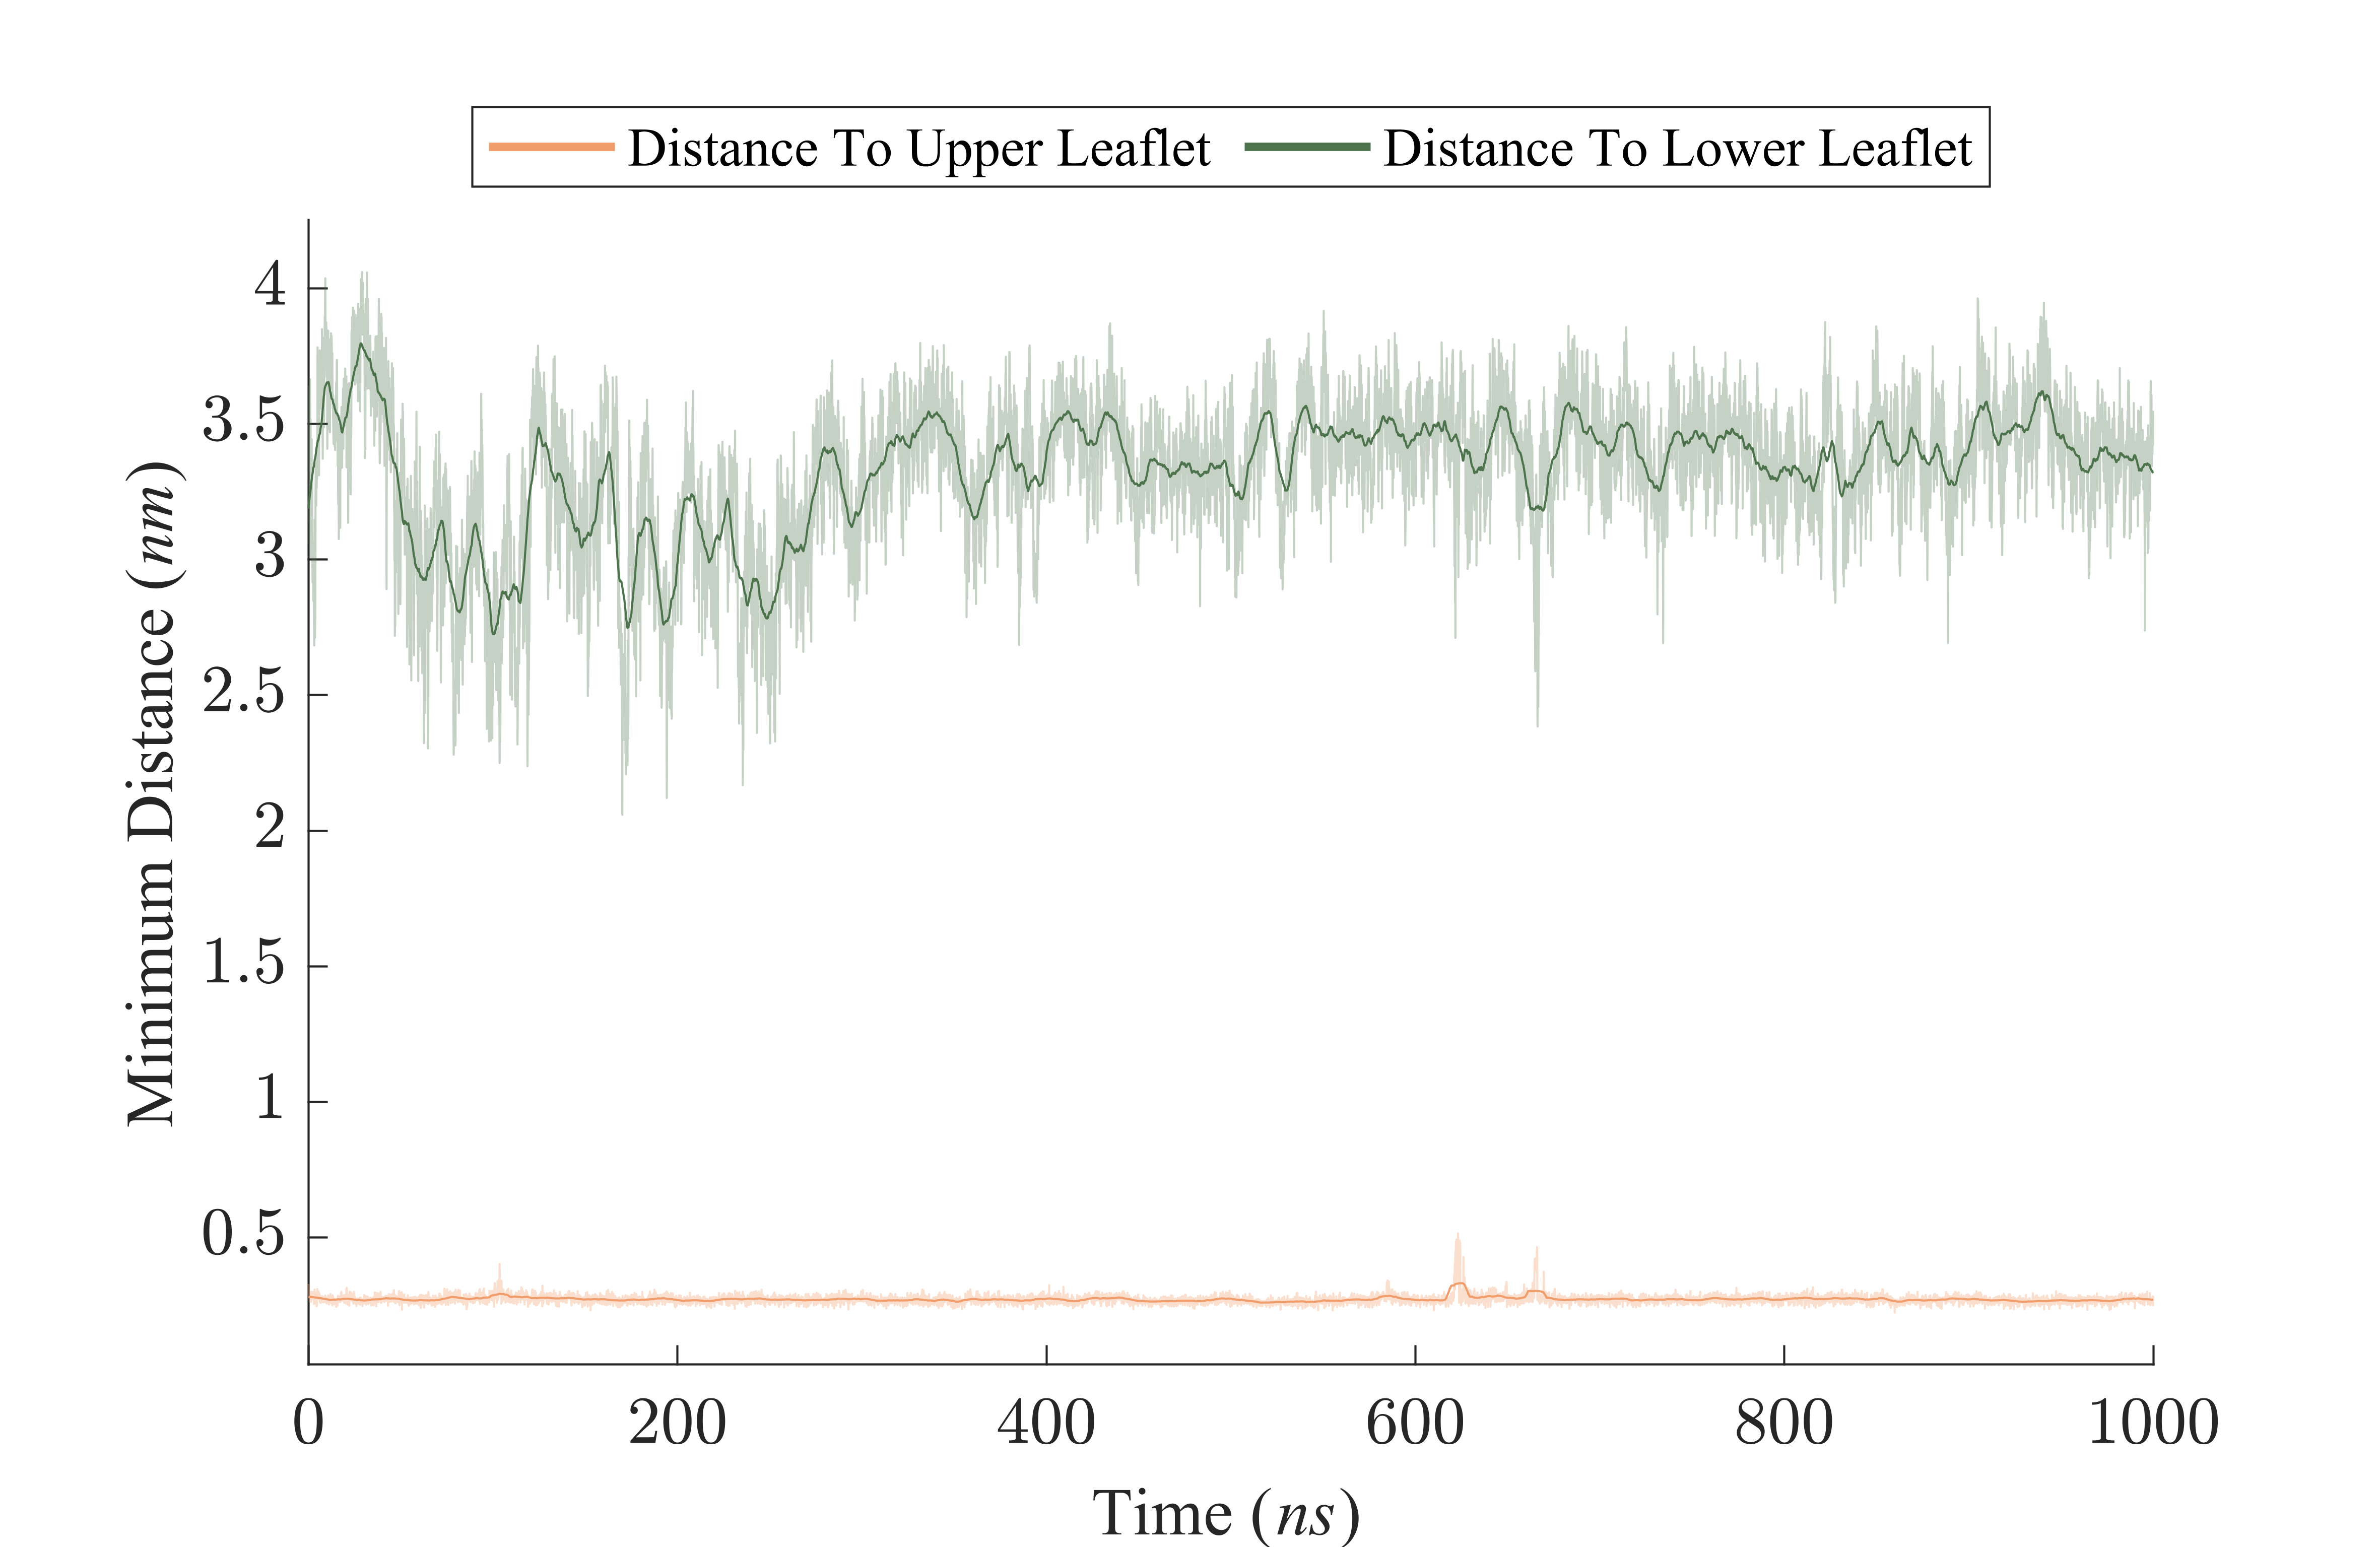 Distance To Upper Leaflet Distance To Lower Leaflet
4
3.5
3
2.5
2
1.5
1
0.5
Minimum Distance (nm)
0 200 400 600 800 1000
Time (ns)